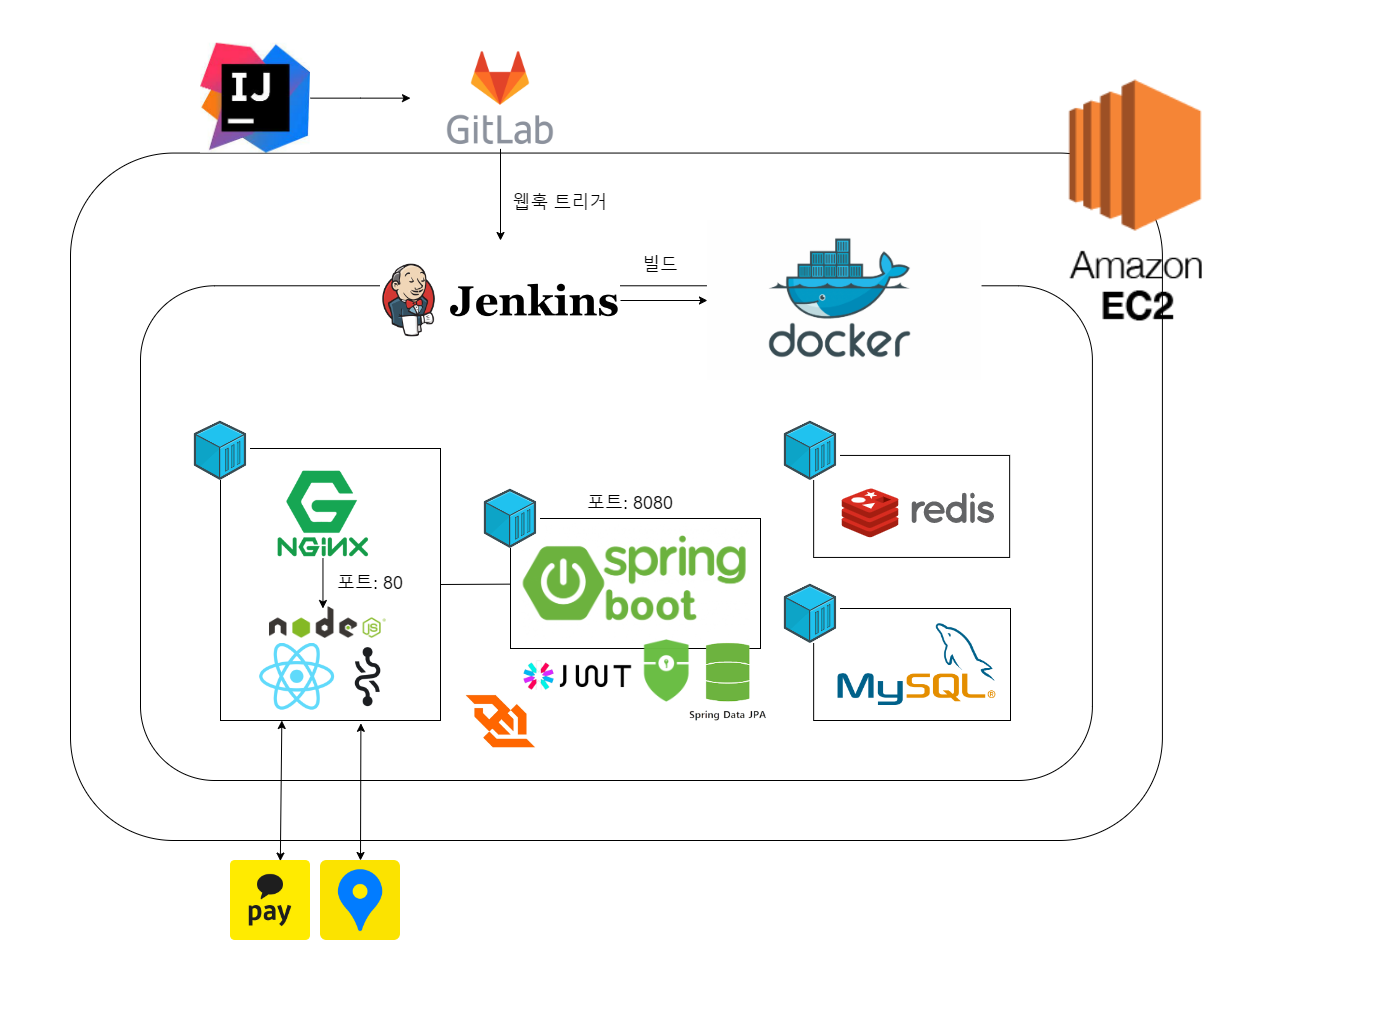 IJ
GitLab
웹훅 트리거
Amazon
EC2
빌드
Jenkins
docker
NGiNX
포트: 80
node
JS
포트: 8080
spring
boot
JWT
Spring Data JPA
redis
MySQL®
pay